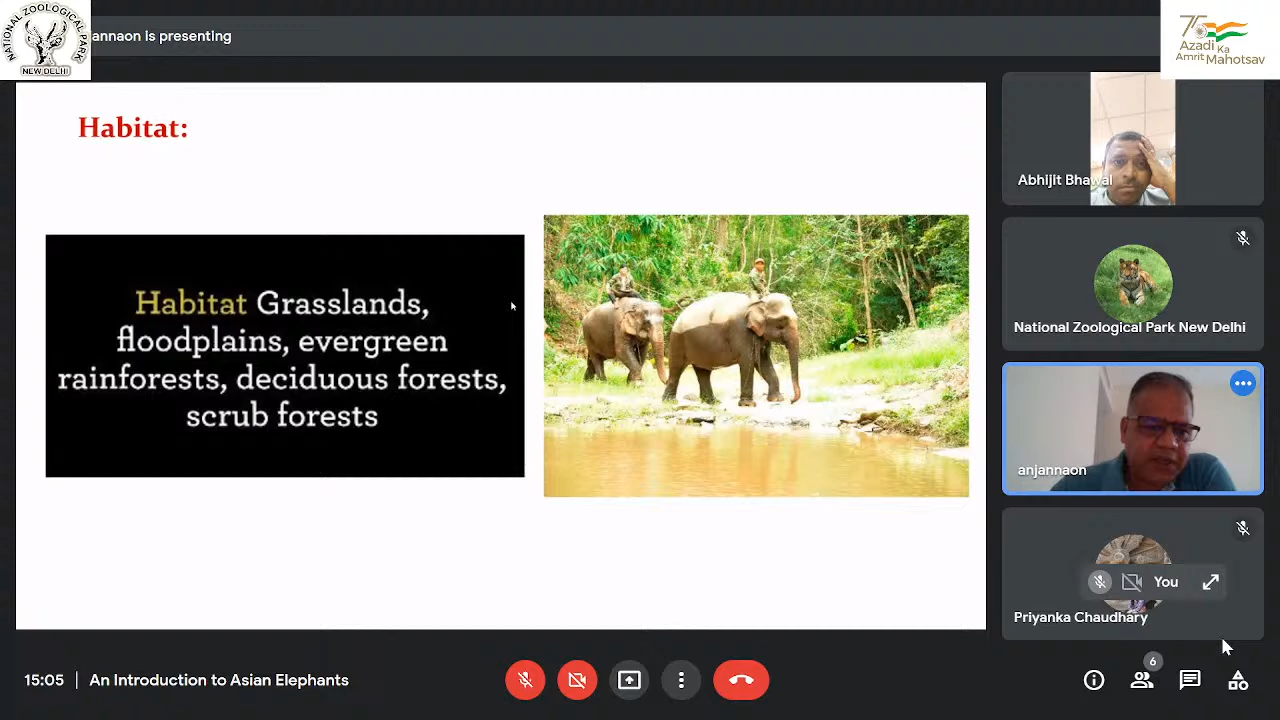 NATIONAL ZOOLOGICAL PARK
NEW DELHI
annaon is presenting
75
Azadi Ka
Amrit Mahotsav
Habitat:
Habitat Grasslands,
floodplains, evergreen
rainforests, deciduous forests,
scrub forests
Abhijit Bhawal
National Zoological Park New Delhi
anjannaon
You
Priyanka Chaudhary
15:05 | An Introduction to Asian Elephants
6